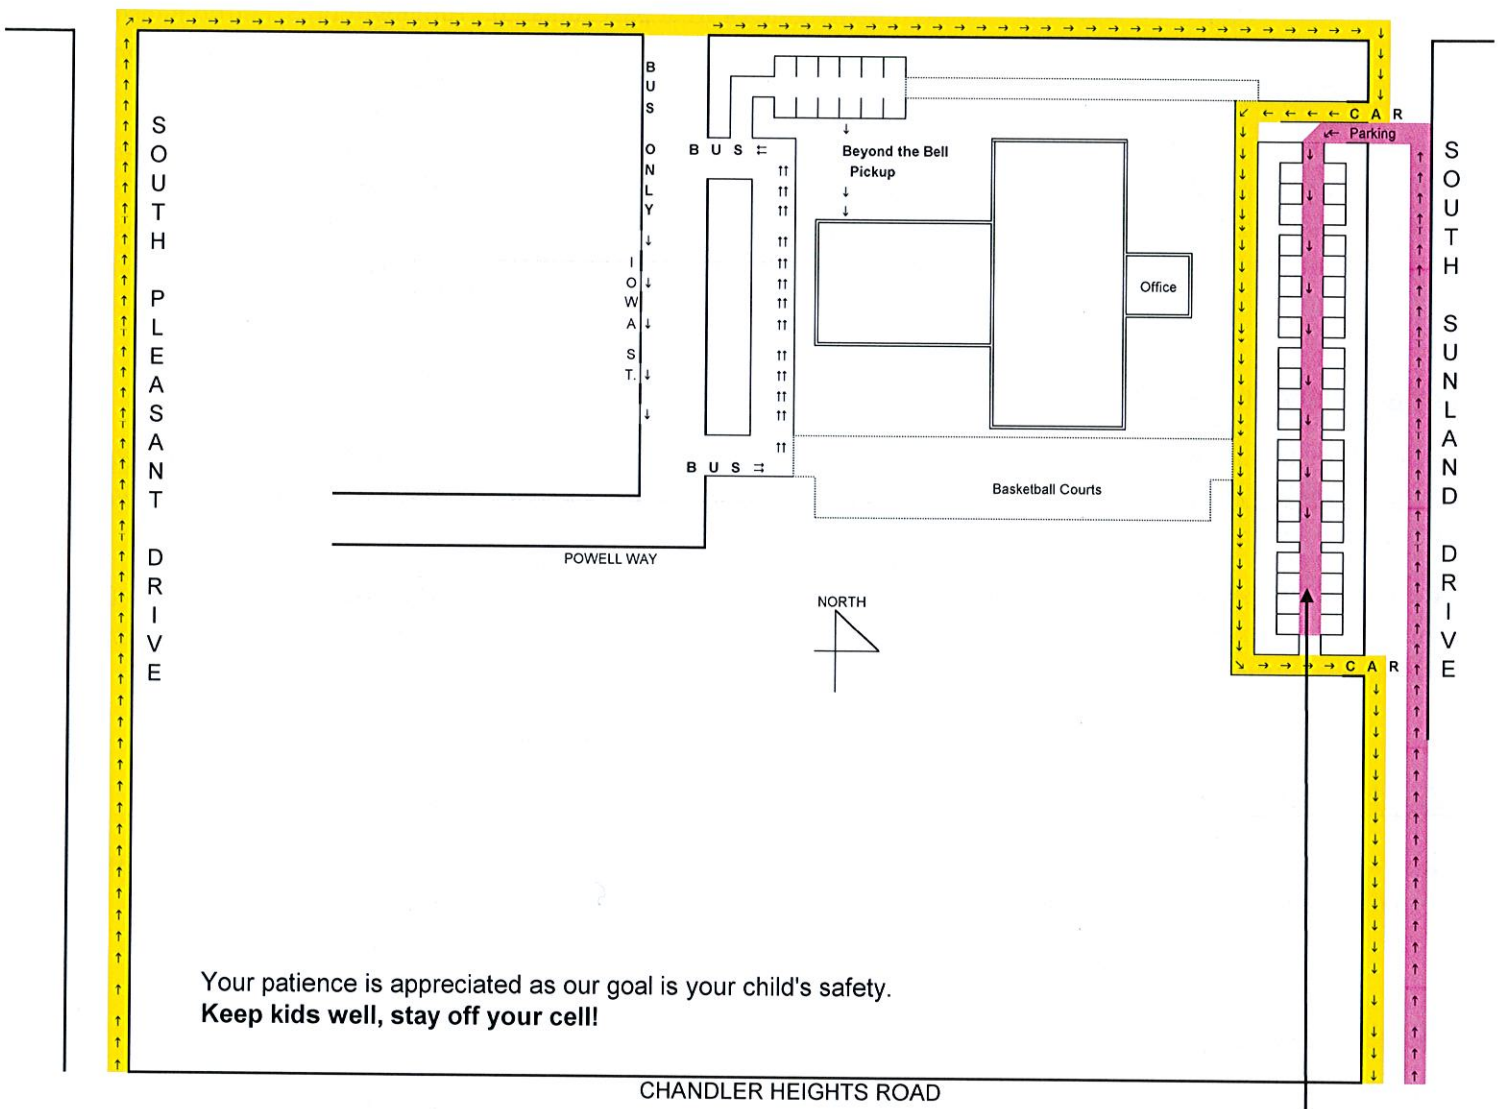 SOUTH PLEASANT DRIVE
BUS ONLY
IOWA ST.
BUS
BUS
Beyond the Bell
Pickup
Office
Basketball Courts
POWELL WAY
NORTH
CAR
Parking
CAR
SOUTH SUNLAND DRIVE
Your patience is appreciated as our goal is your child's safety.
Keep kids well, stay off your cell!
CHANDLER HEIGHTS ROAD